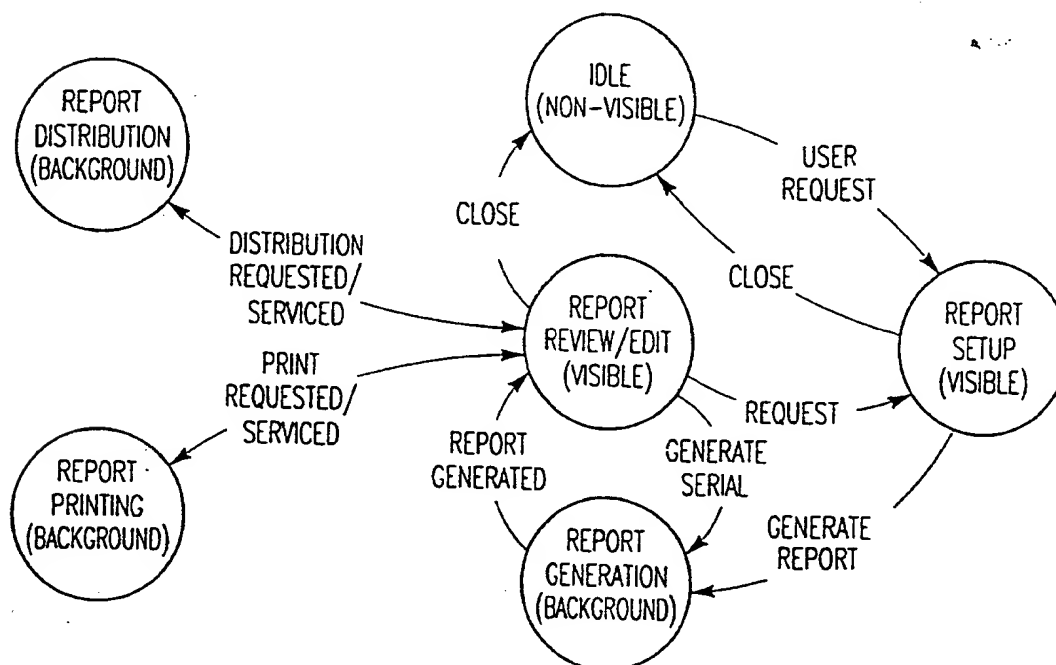 REPORT
DISTRIBUTION
(BACKGROUND)
IDLE
(NON-VISIBLE)
USER
REQUEST
CLOSE
DISTRIBUTION
REQUESTED/
SERVICED
CLOSE
REPORT
REVIEW/EDIT
(VISIBLE)
REPORT
SETUP
(VISIBLE)
PRINT
REQUESTED/
SERVICED
REQUEST
REPORT
GENERATED
GENERATE
SERIAL
REPORT
PRINTING
(BACKGROUND)
REPORT
GENERATION
(BACKGROUND)
GENERATE
REPORT